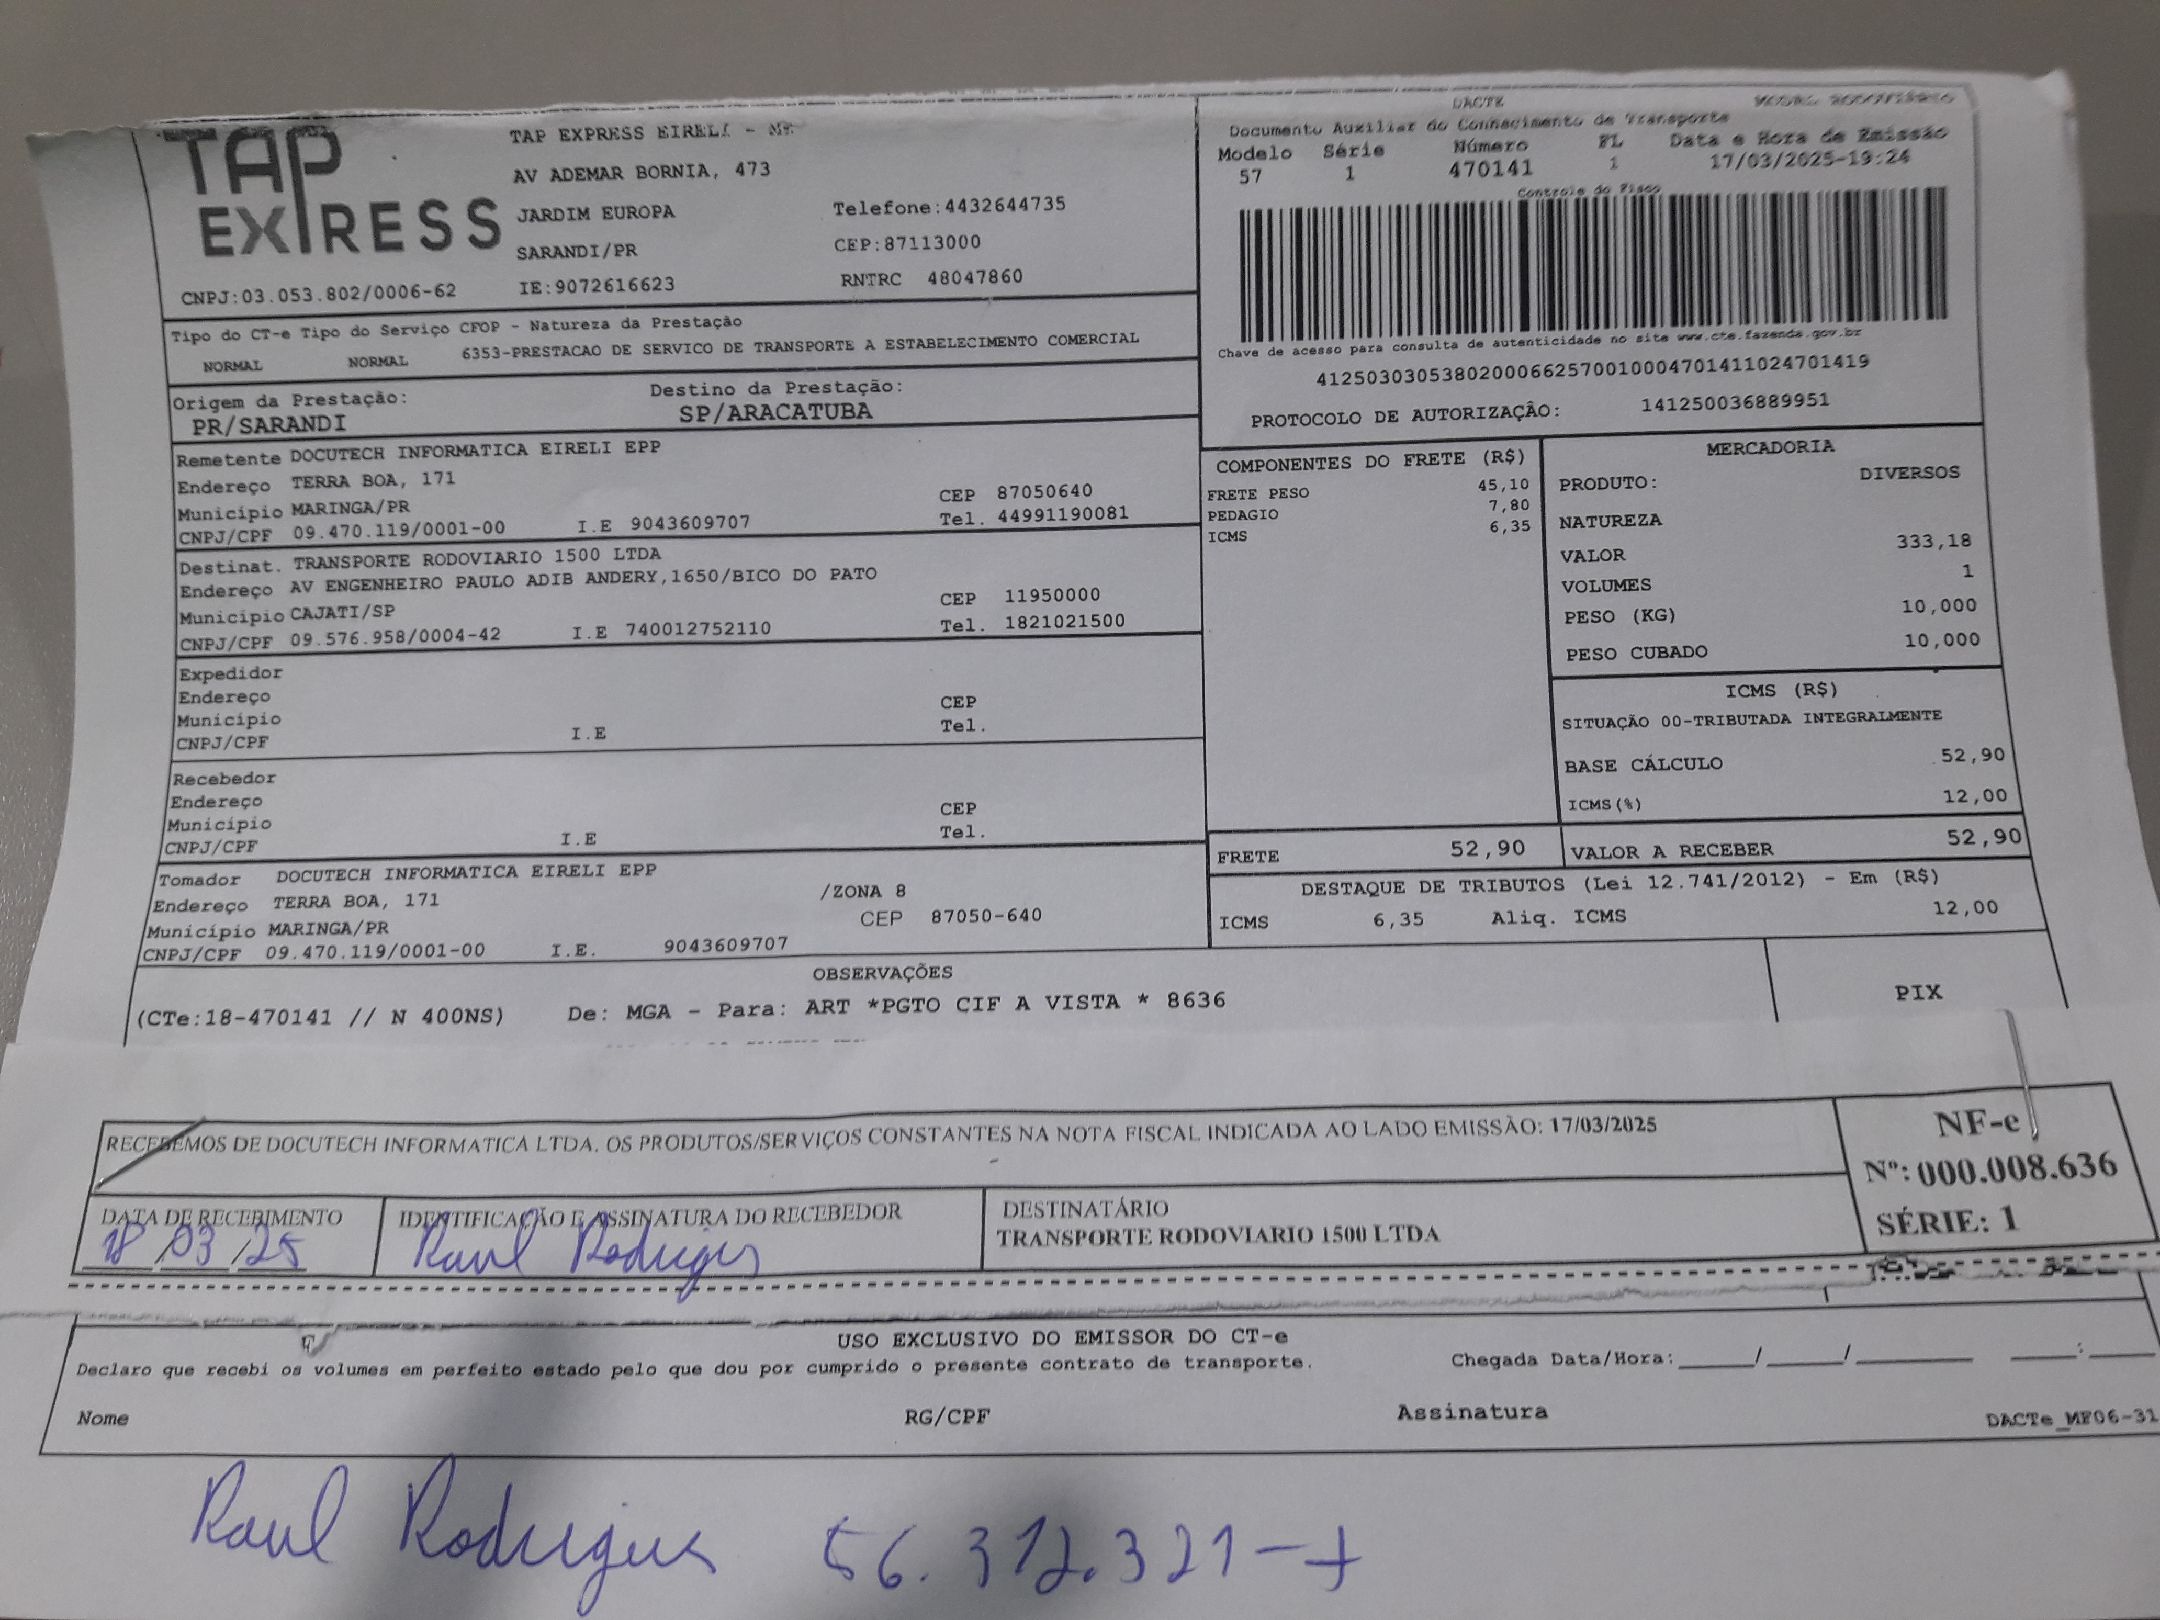 TAP EXPRESS
TAP EXPRESS EIRELI - ME
AV ADEMAR BORNIA, 473
JARDIM EUROPA Telefone:4432644735
SARANDI/PR CEP:87113000
CNPJ:03.053.802/0006-62 IE:9072616623 RNTRC 48047860
DACTE
Documento Auxiliar do Conhecimento de Transporte
Modelo Série Número FL Data e Hora de Emissão
57 1 470141 1 17/03/2025-19:24
Controle do Fisco
Chave de acesso para consulta de autenticidade no site www.cte.fazenda.gov.br
41250303053802000662570010004701411024701419
PROTOCOLO DE AUTORIZAÇÃO: 141250036889951
Tipo do CT-e Tipo do Serviço CFOP - Natureza da Prestação
NORMAL NORMAL 6353-PRESTACAO DE SERVICO DE TRANSPORTE A ESTABELECIMENTO COMERCIAL
Origem da Prestação: Destino da Prestação:
PR/SARANDI SP/ARACATUBA
Remetente DOCUTECH INFORMATICA EIRELI EPP
Endereço TERRA BOA, 171
Município MARINGA/PR CEP 87050640
CNPJ/CPF 09.470.119/0001-00 I.E 9043609707 Tel. 44991190081
Destinat. TRANSPORTE RODOVIARIO 1500 LTDA
Endereço AV ENGENHEIRO PAULO ADIB ANDERY,1650/BICO DO PATO
Município CAJATI/SP CEP 11950000
CNPJ/CPF 09.576.958/0004-42 I.E 740012752110 Tel. 1821021500
Expedidor
Endereço
Município CEP
CNPJ/CPF I.E Tel.
Recebedor
Endereço
Município CEP
CNPJ/CPF I.E Tel.
Tomador DOCUTECH INFORMATICA EIRELI EPP
Endereço TERRA BOA, 171 /ZONA 8
Município MARINGA/PR CEP 87050-640
CNPJ/CPF 09.470.119/0001-00 I.E. 9043609707
COMPONENTES DO FRETE (R$)
FRETE PESO 45,10
PEDAGIO 7,80
ICMS 6,35
MERCADORIA
PRODUTO: DIVERSOS
NATUREZA
VALOR 333,18
VOLUMES 1
PESO (KG) 10,000
PESO CUBADO 10,000
ICMS (R$)
SITUAÇÃO 00-TRIBUTADA INTEGRALMENTE
BASE CÁLCULO 52,90
ICMS(%) 12,00
FRETE 52,90 VALOR A RECEBER 52,90
DESTAQUE DE TRIBUTOS (Lei 12.741/2012) - Em (R$)
ICMS 6,35 Aliq. ICMS 12,00
OBSERVAÇÕES
(CTe:18-470141 // N 400NS) De: MGA - Para: ART *PGTO CIF A VISTA * 8636
PIX
RECEBEMOS DE DOCUTECH INFORMATICA LTDA. OS PRODUTOS/SERVIÇOS CONSTANTES NA NOTA FISCAL INDICADA AO LADO EMISSÃO: 17/03/2025
NF-e
Nº: 000.008.636
SÉRIE: 1
DATA DE RECEBIMENTO IDENTIFICAÇÃO E ASSINATURA DO RECEBEDOR DESTINATÁRIO
18/03/25 Raul Rodrigues TRANSPORTE RODOVIARIO 1500 LTDA
USO EXCLUSIVO DO EMISSOR DO CT-e
Declaro que recebi os volumes em perfeito estado pelo que dou por cumprido o presente contrato de transporte. Chegada Data/Hora:____/____/______ ____:____
Nome RG/CPF Assinatura DACTe_MF06-31
Raul Rodrigues 56.312.321-7